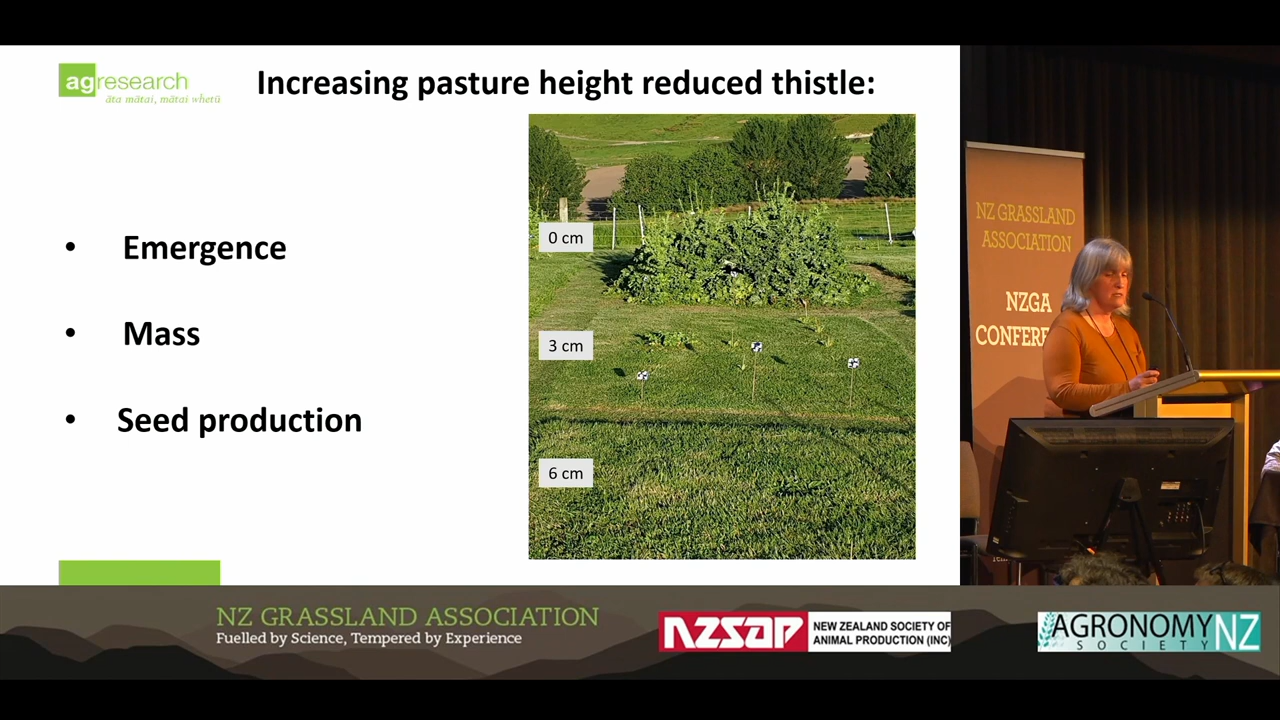 agresearch
āta mātai, mātai whetū
Increasing pasture height reduced thistle:
• Emergence
• Mass
• Seed production
0 cm
3 cm
6 cm
NZ GRASSLAND
ASSOCIATION
NZGA
NZ GRASSLAND ASSOCIATION
Fuelled by Science, Tempered by Experience
NZSAP
NEW ZEALAND SOCIETY OF
ANIMAL PRODUCTION (INC)
AGRONOMY NZ
SOCIETY